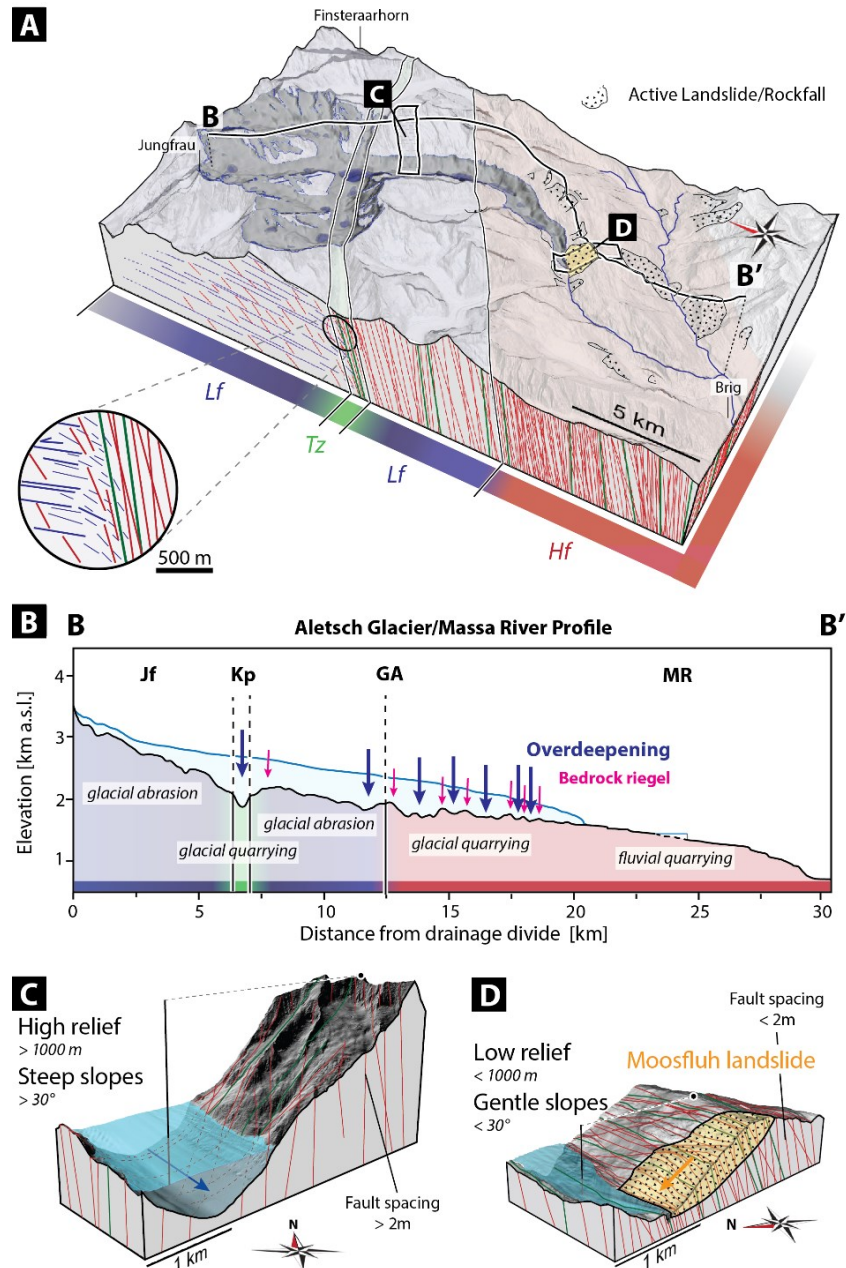 A
Finsteraarhorn
C
Active Landslide/Rockfall
B
Jungfrau
D
B'
Brig
5 km
Lf
Tz
Lf
Hf
500 m
B
B
Aletsch Glacier/Massa River Profile
B'
Jf
Kp
GA
MR
Elevation [km a.s.l.]
4
3
2
1
Overdeepening
Bedrock riegel
glacial abrasion
glacial abrasion
glacial quarrying
glacial quarrying
fluvial quarrying
0
5
10
15
20
25
30
Distance from drainage divide [km]
C
High relief
> 1000 m
Steep slopes
> 30°
Fault spacing
> 2m
1 km
N
D
Fault spacing
< 2m
Low relief
< 1000 m
Moosfluh landslide
Gentle slopes
< 30°
1 km
N